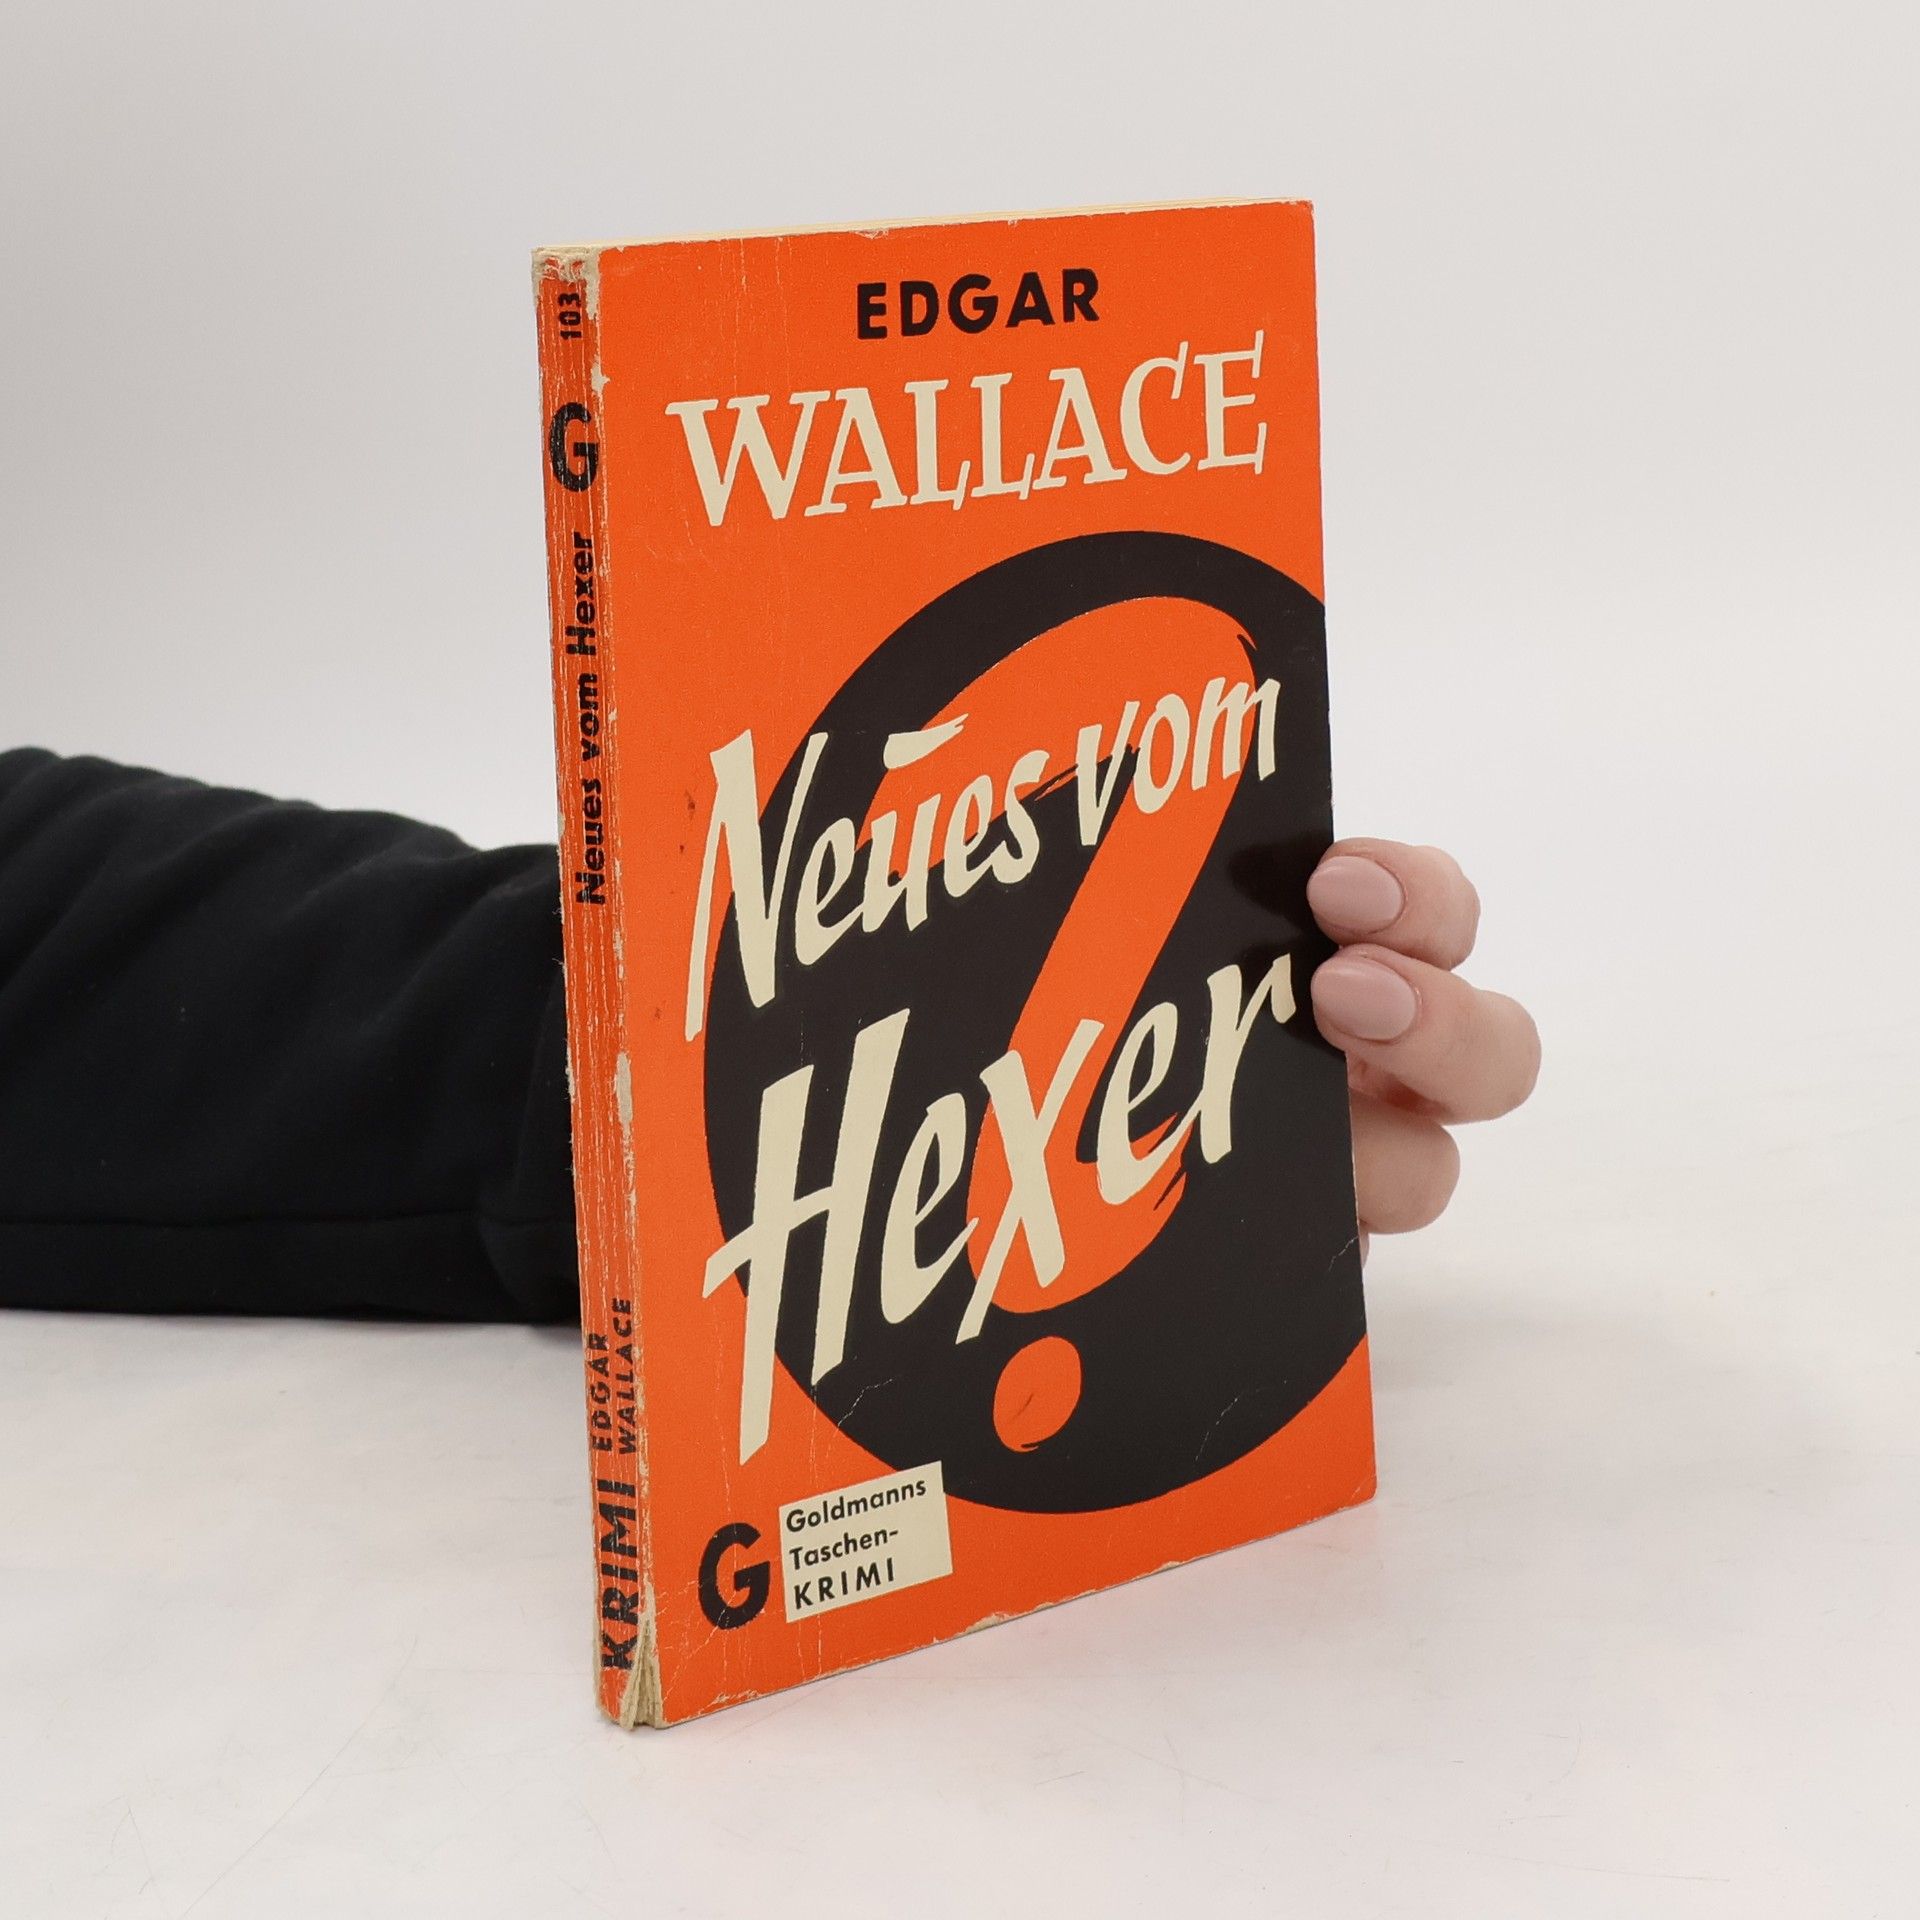 EDGAR
WALLACE
Neues vom
Hexer
G
Goldmanns
Taschen-
KRIMI
103
G
Neues vom Hexer
EDGAR
WALLACE
KRIMI